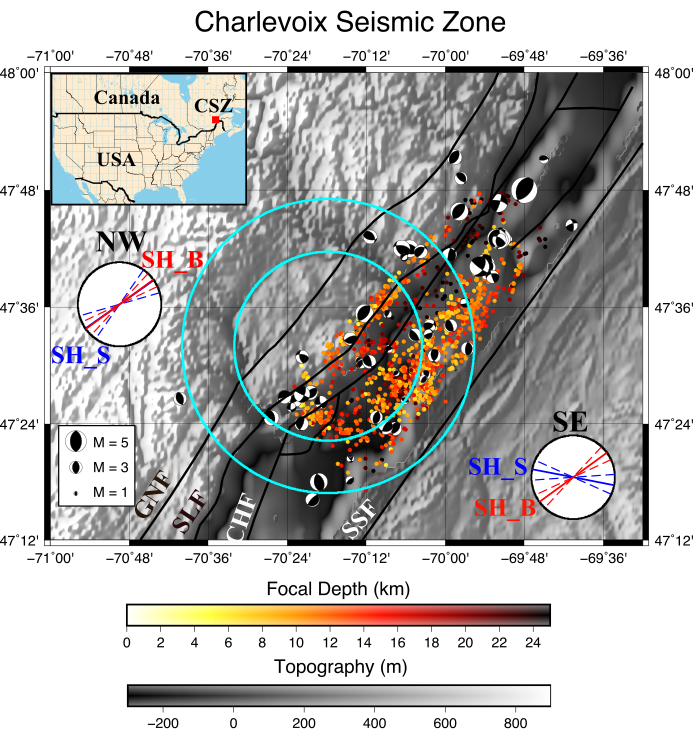 Charlevoix Seismic Zone
−71°00' −70°48' −70°36' −70°24' −70°12' −70°00' −69°48' −69°36'
48°00' 48°00'
Canada
CSZ
USA
47°48' 47°48'
NW
SH_B
47°36' 47°36'
SH_S
47°24' 47°24'
SE
M = 5
SH_S
M = 3
M = 1
SH_B
GNF
SLF
CHF
SSF
47°12' 47°12'
−71°00' −70°48' −70°36' −70°24' −70°12' −70°00' −69°48' −69°36'
Focal Depth (km)
0 2 4 6 8 10 12 14 16 18 20 22 24
Topography (m)
−200 0 200 400 600 800